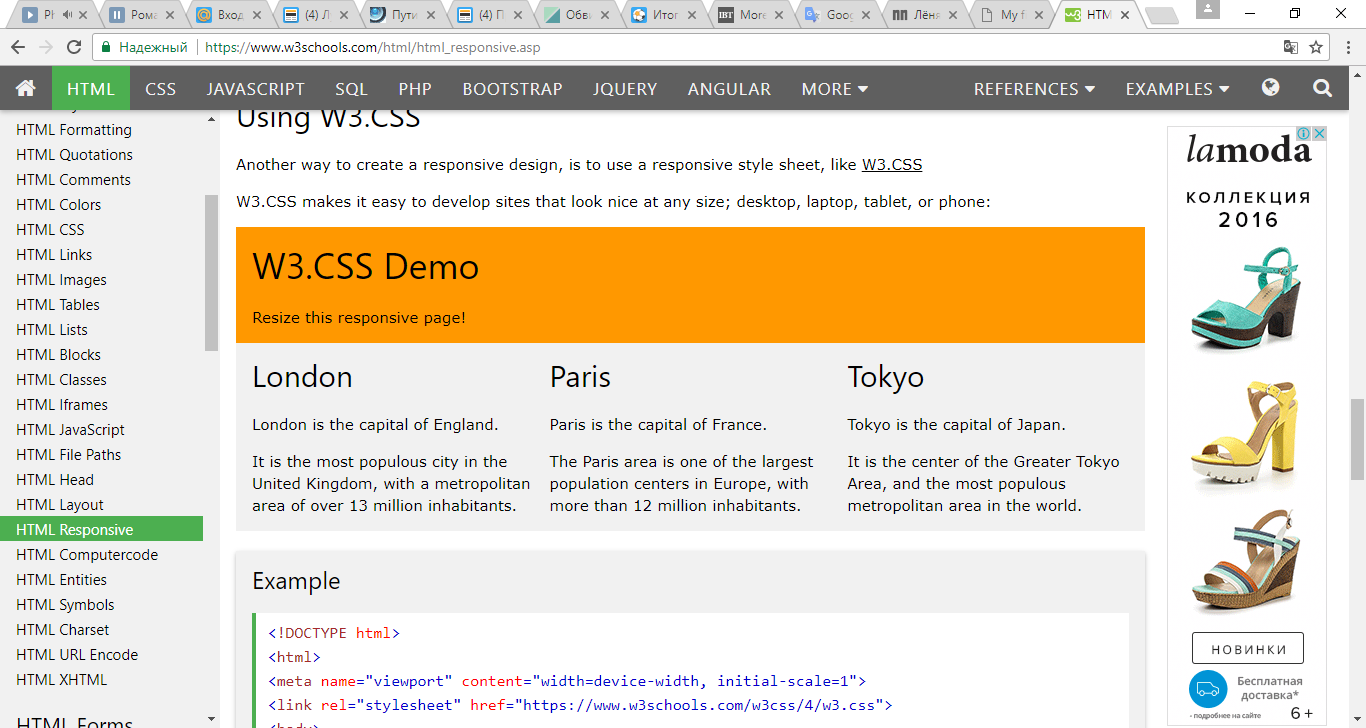 Рома
Вход
(4) Л
Пути
(4) П
Обви
Итог
IBT More
Goog
Лёня
My f
HTM
Надежный https://www.w3schools.com/html/html_responsive.asp
HTML CSS JAVASCRIPT SQL PHP BOOTSTRAP JQUERY ANGULAR MORE REFERENCES EXAMPLES
HTML Formatting
HTML Quotations
HTML Comments
HTML Colors
HTML CSS
HTML Links
HTML Images
HTML Tables
HTML Lists
HTML Blocks
HTML Classes
HTML Iframes
HTML JavaScript
HTML File Paths
HTML Head
HTML Layout
HTML Responsive
HTML Computercode
HTML Entities
HTML Symbols
HTML Charset
HTML URL Encode
HTML XHTML
HTML Forms
Using W3.CSS
Another way to create a responsive design, is to use a responsive style sheet, like W3.CSS
W3.CSS makes it easy to develop sites that look nice at any size; desktop, laptop, tablet, or phone:
W3.CSS Demo
Resize this responsive page!
London
London is the capital of England.
It is the most populous city in the
United Kingdom, with a metropolitan
area of over 13 million inhabitants.
Paris
Paris is the capital of France.
The Paris area is one of the largest
population centers in Europe, with
more than 12 million inhabitants.
Tokyo
Tokyo is the capital of Japan.
It is the center of the Greater Tokyo
Area, and the most populous
metropolitan area in the world.
Example
<!DOCTYPE html>
<html>
<meta name="viewport" content="width=device-width, initial-scale=1">
<link rel="stylesheet" href="https://www.w3schools.com/w3css/4/w3.css">
<body>
lamoda
КОЛЛЕКЦИЯ
2016
НОВИНКИ
Бесплатная
доставка*
- подробнее на сайте 6+